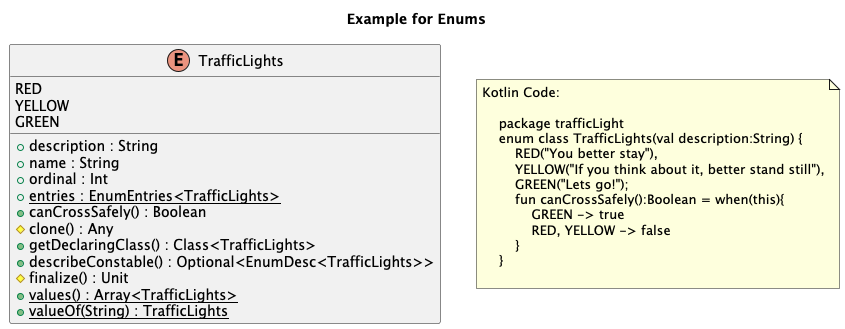 Example for Enums
E TrafficLights
RED
YELLOW
GREEN
description : String
name : String
ordinal : Int
entries : EnumEntries<TrafficLights>
canCrossSafely() : Boolean
clone() : Any
getDeclaringClass() : Class<TrafficLights>
describeConstable() : Optional<EnumDesc<TrafficLights>>
finalize() : Unit
values() : Array<TrafficLights>
valueOf(String) : TrafficLights
Kotlin Code:
package trafficLight
enum class TrafficLights(val description:String) {
RED("You better stay"),
YELLOW("If you think about it, better stand still"),
GREEN("Lets go!");
fun canCrossSafely():Boolean = when(this){
GREEN -> true
RED, YELLOW -> false
}
}